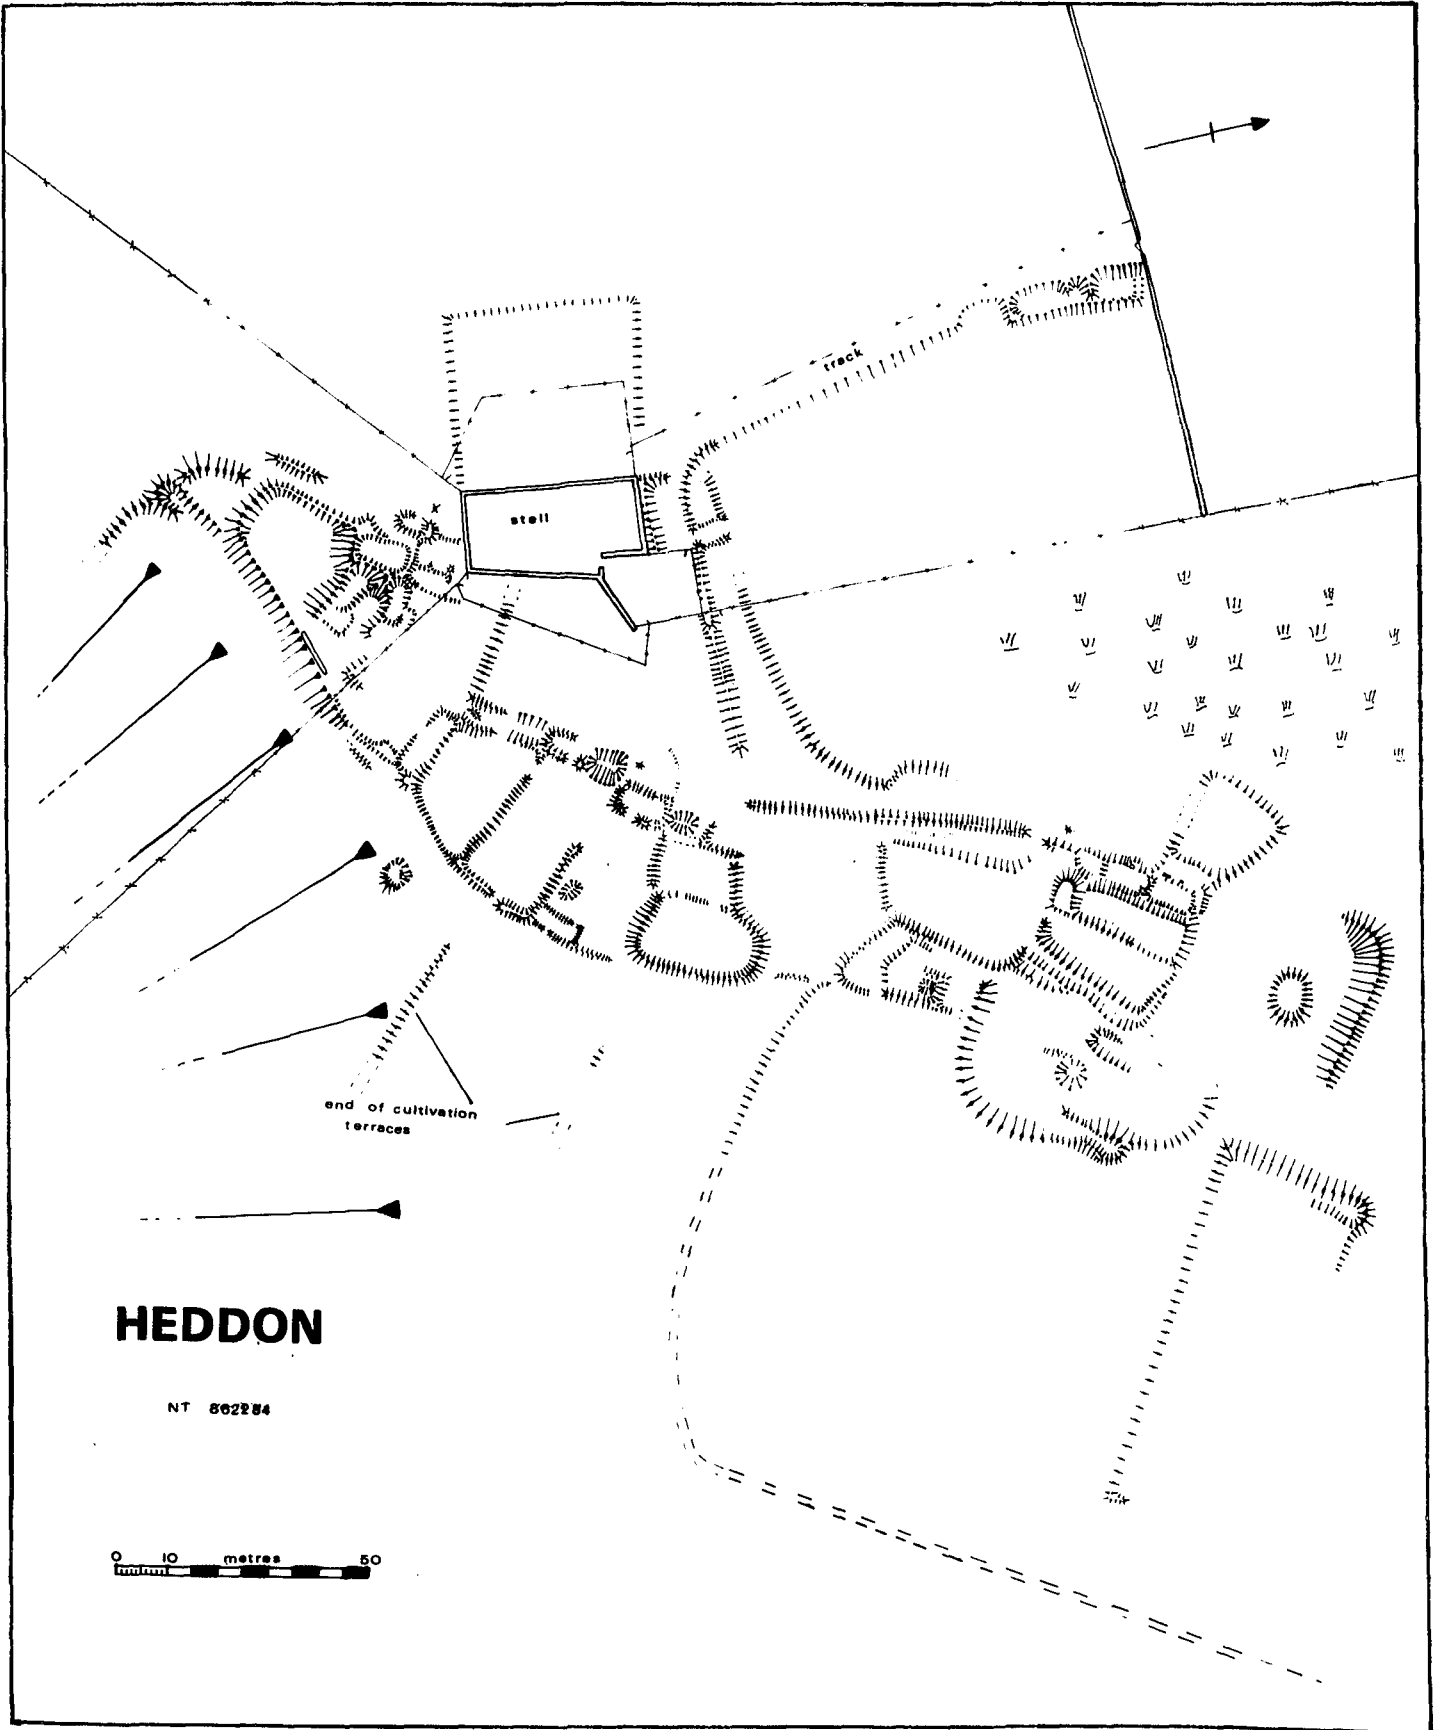 track
stell
end of cultivation
terraces
HEDDON
NT 862284
0 10 metres 50